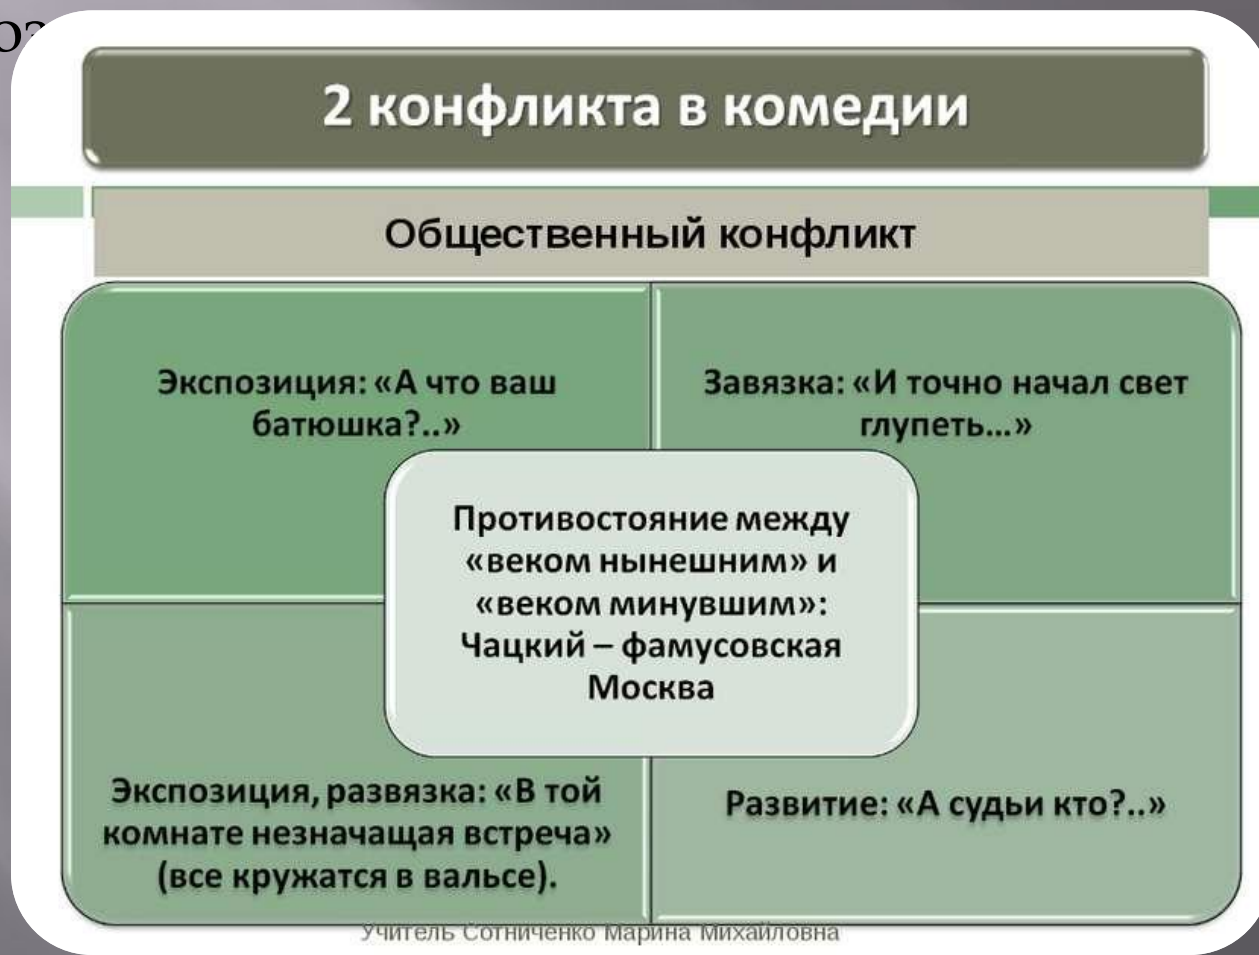 2 конфликта в комедии
Общественный конфликт
Экспозиция: «А что ваш
батюшка?..»
Завязка: «И точно начал свет
глупеть...»
Противостояние между
«веком нынешним» и
«веком минувшим»:
Чацкий – фамусовская
Москва
Экспозиция, развязка: «В той
комнате незначащая встреча»
(все кружатся в вальсе).
Развитие: «А судьи кто?..»
Учитель Сотниченко Марина Михайловна